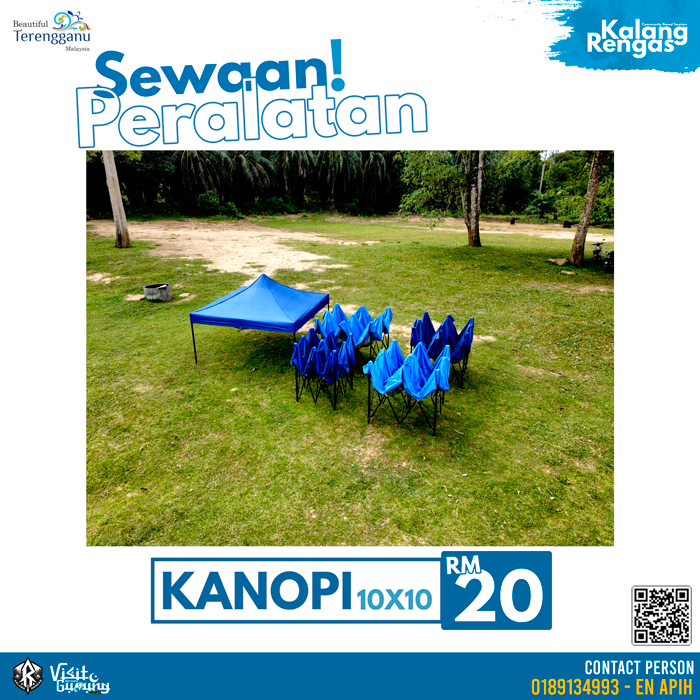 Beautiful
Terengganu
Malaysia
Community Based Tourism
Kalang
Rengas
Sewaan!
Peralatan
KANOPI 10X10
RM
20
Visit
Gunung
CONTACT PERSON
0189134993 - EN APIH